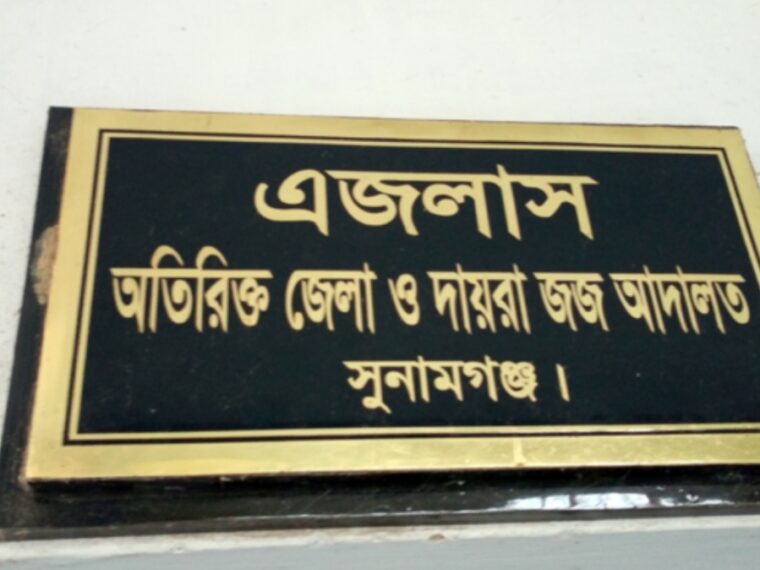 এজলাস
অতিরিক্ত জেলা ও দায়রা জজ আদালত
সুনামগঞ্জ।